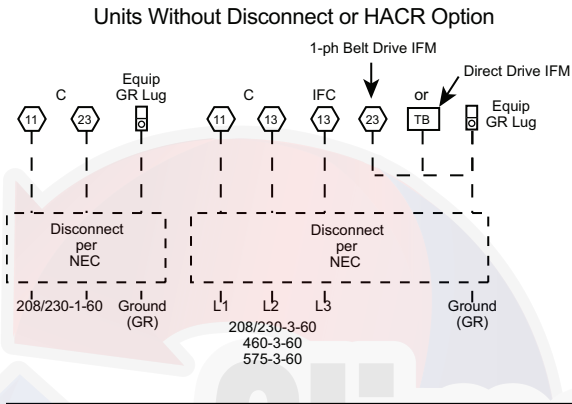 Units Without Disconnect or HACR Option
1-ph Belt Drive IFM
Direct Drive IFM
C
Equip
GR Lug
C
IFC
or
Equip
GR Lug
11
23
11
13
13
23
TB
Disconnect
per
NEC
Disconnect
per
NEC
208/230-1-60
Ground
(GR)
L1
L2
L3
Ground
(GR)
208/230-3-60
460-3-60
575-3-60